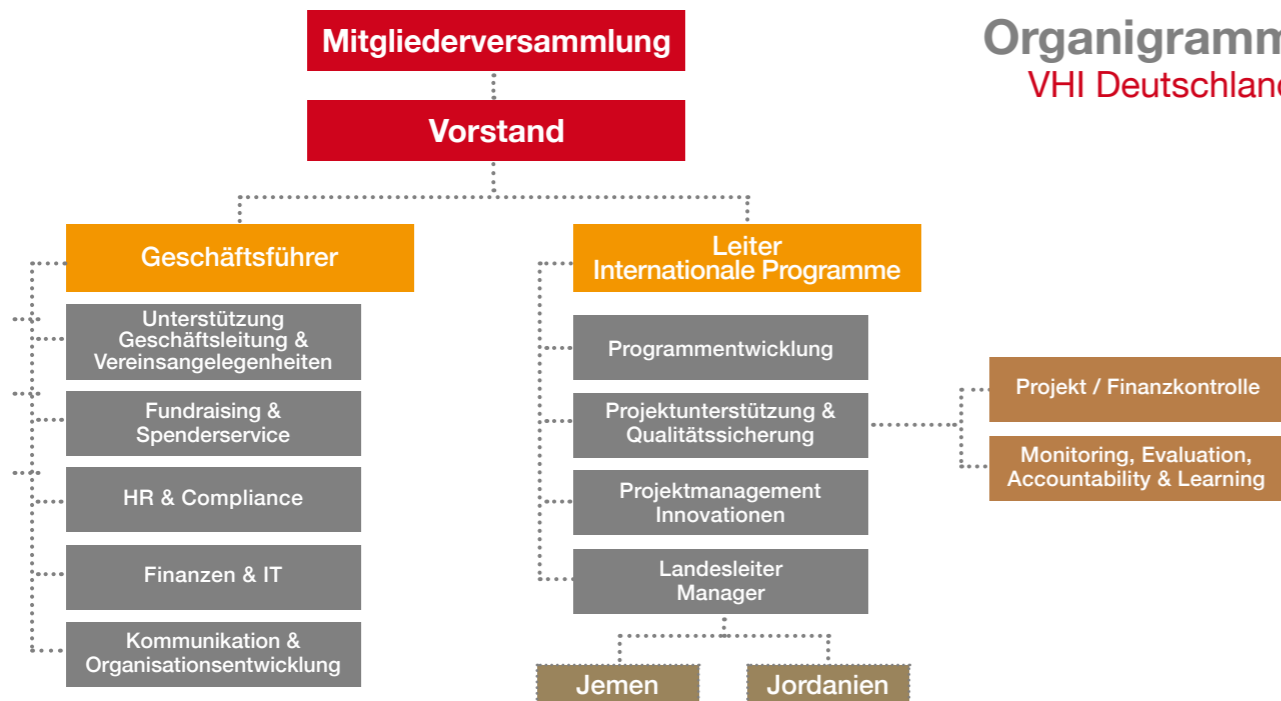 Organigramm
VHI Deutschland
Mitgliederversammlung
Vorstand
Geschäftsführer
Unterstützung
Geschäftsleitung &
Vereinsangelegenheiten
Fundraising &
Spenderservice
HR & Compliance
Finanzen & IT
Kommunikation &
Organisationsentwicklung
Leiter
Internationale Programme
Programmentwicklung
Projektunterstützung &
Qualitätssicherung
Projektmanagement
Innovationen
Landesleiter
Manager
Jemen
Jordanien
Projekt / Finanzkontrolle
Monitoring, Evaluation,
Accountability & Learning